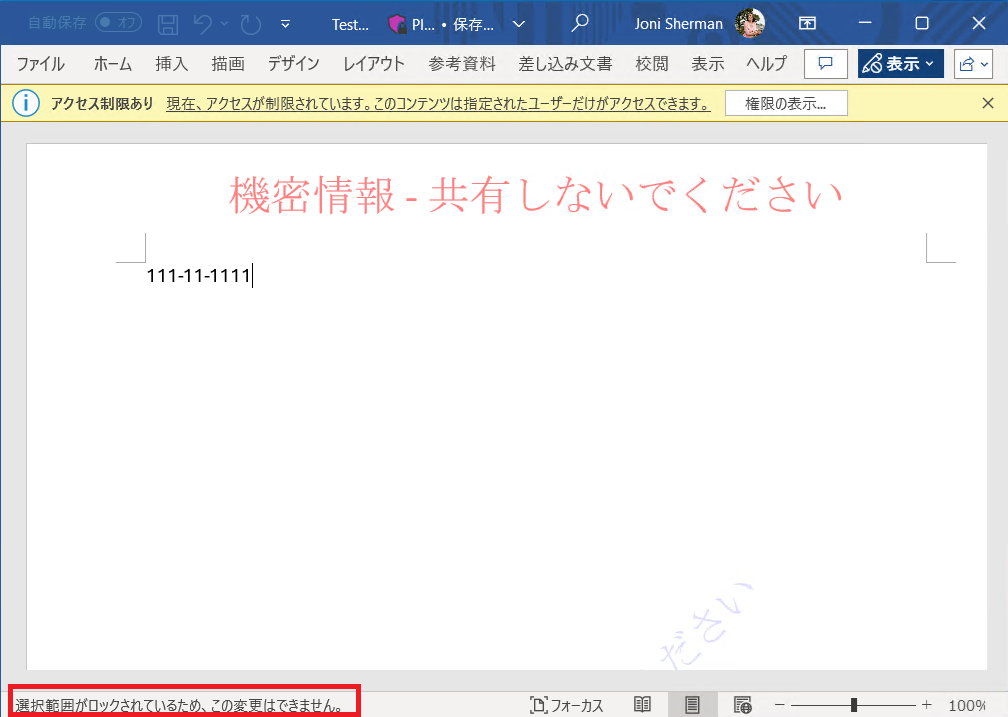 自動保存 オフ Test... Pl... • 保存... Joni Sherman
ファイル ホーム 挿入 描画 デザイン レイアウト 参考資料 差し込み文書 校閲 表示 ヘルプ 表示
アクセス制限あり 現在、アクセスが制限されています。このコンテンツは指定されたユーザーだけがアクセスできます。 権限の表示...
機密情報 - 共有しないでください
111-11-1111
ださい
選択範囲がロックされているため、この変更はできません。 フォーカス 100%